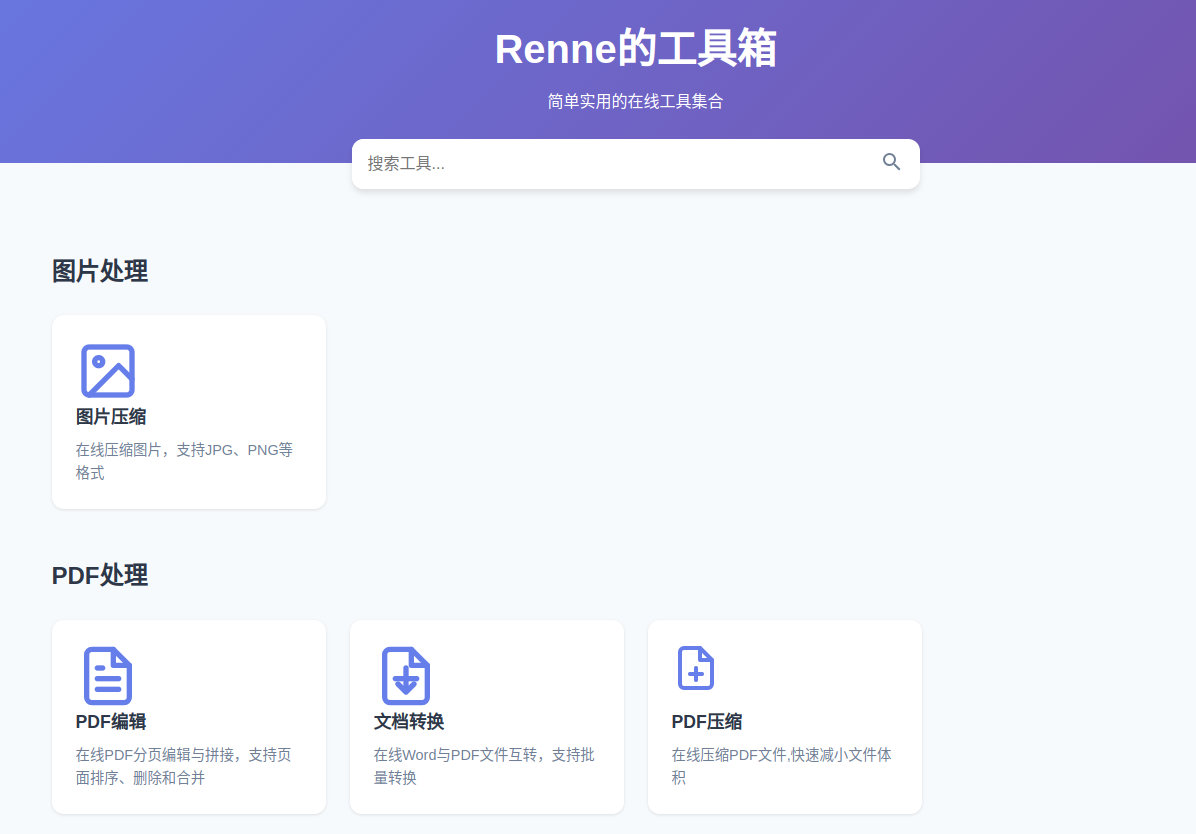 Renne的工具箱
简单实用的在线工具集合
搜索工具...
图片处理
图片压缩
在线压缩图片，支持JPG、PNG等
格式
PDF处理
PDF编辑
在线PDF分页编辑与拼接，支持页
面排序、删除和合并
文档转换
在线Word与PDF文件互转，支持批
量转换
PDF压缩
在线压缩PDF文件,快速减小文件体
积